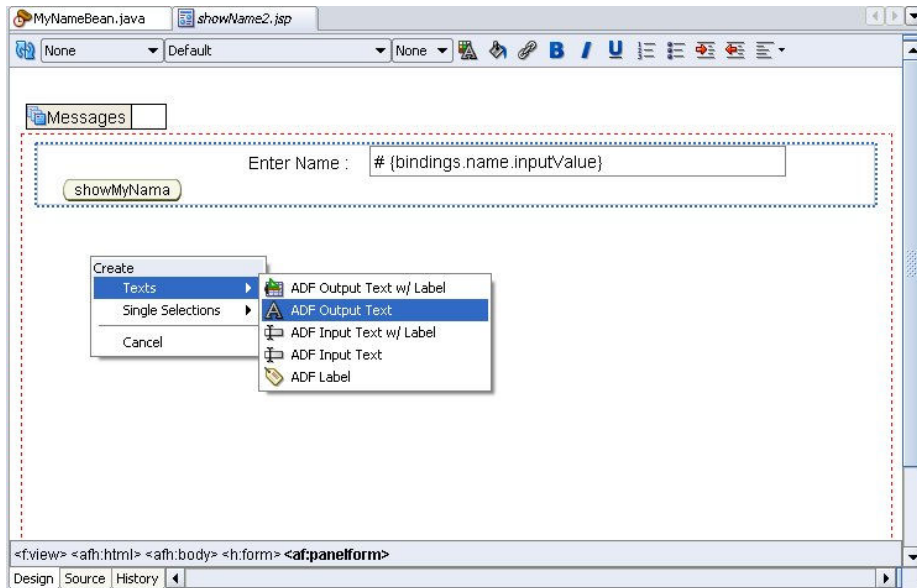 MyNameBean.java showName2.jsp
None Default None B I U
Messages
Enter Name : # {bindings.name.inputValue}
showMyNama
Create
Texts
Single Selections
Cancel
ADF Output Text w/ Label
ADF Output Text
ADF Input Text w/ Label
ADF Input Text
ADF Label
<f:view> <afh:html> <afh:body> <h:form> <af:panelform>
Design Source History